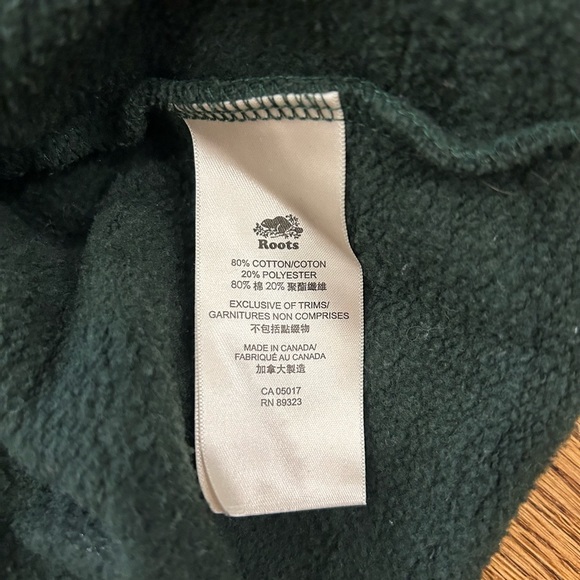 Roots
80% COTTON/COTON
20% POLYESTER
80% 棉 20% 聚酯纖維
EXCLUSIVE OF TRIMS/
GARNITURES NON COMPRISES
不包括點綴物
MADE IN CANADA/
FABRIQUÉ AU CANADA
加拿大製造
CA 05017
RN 89323